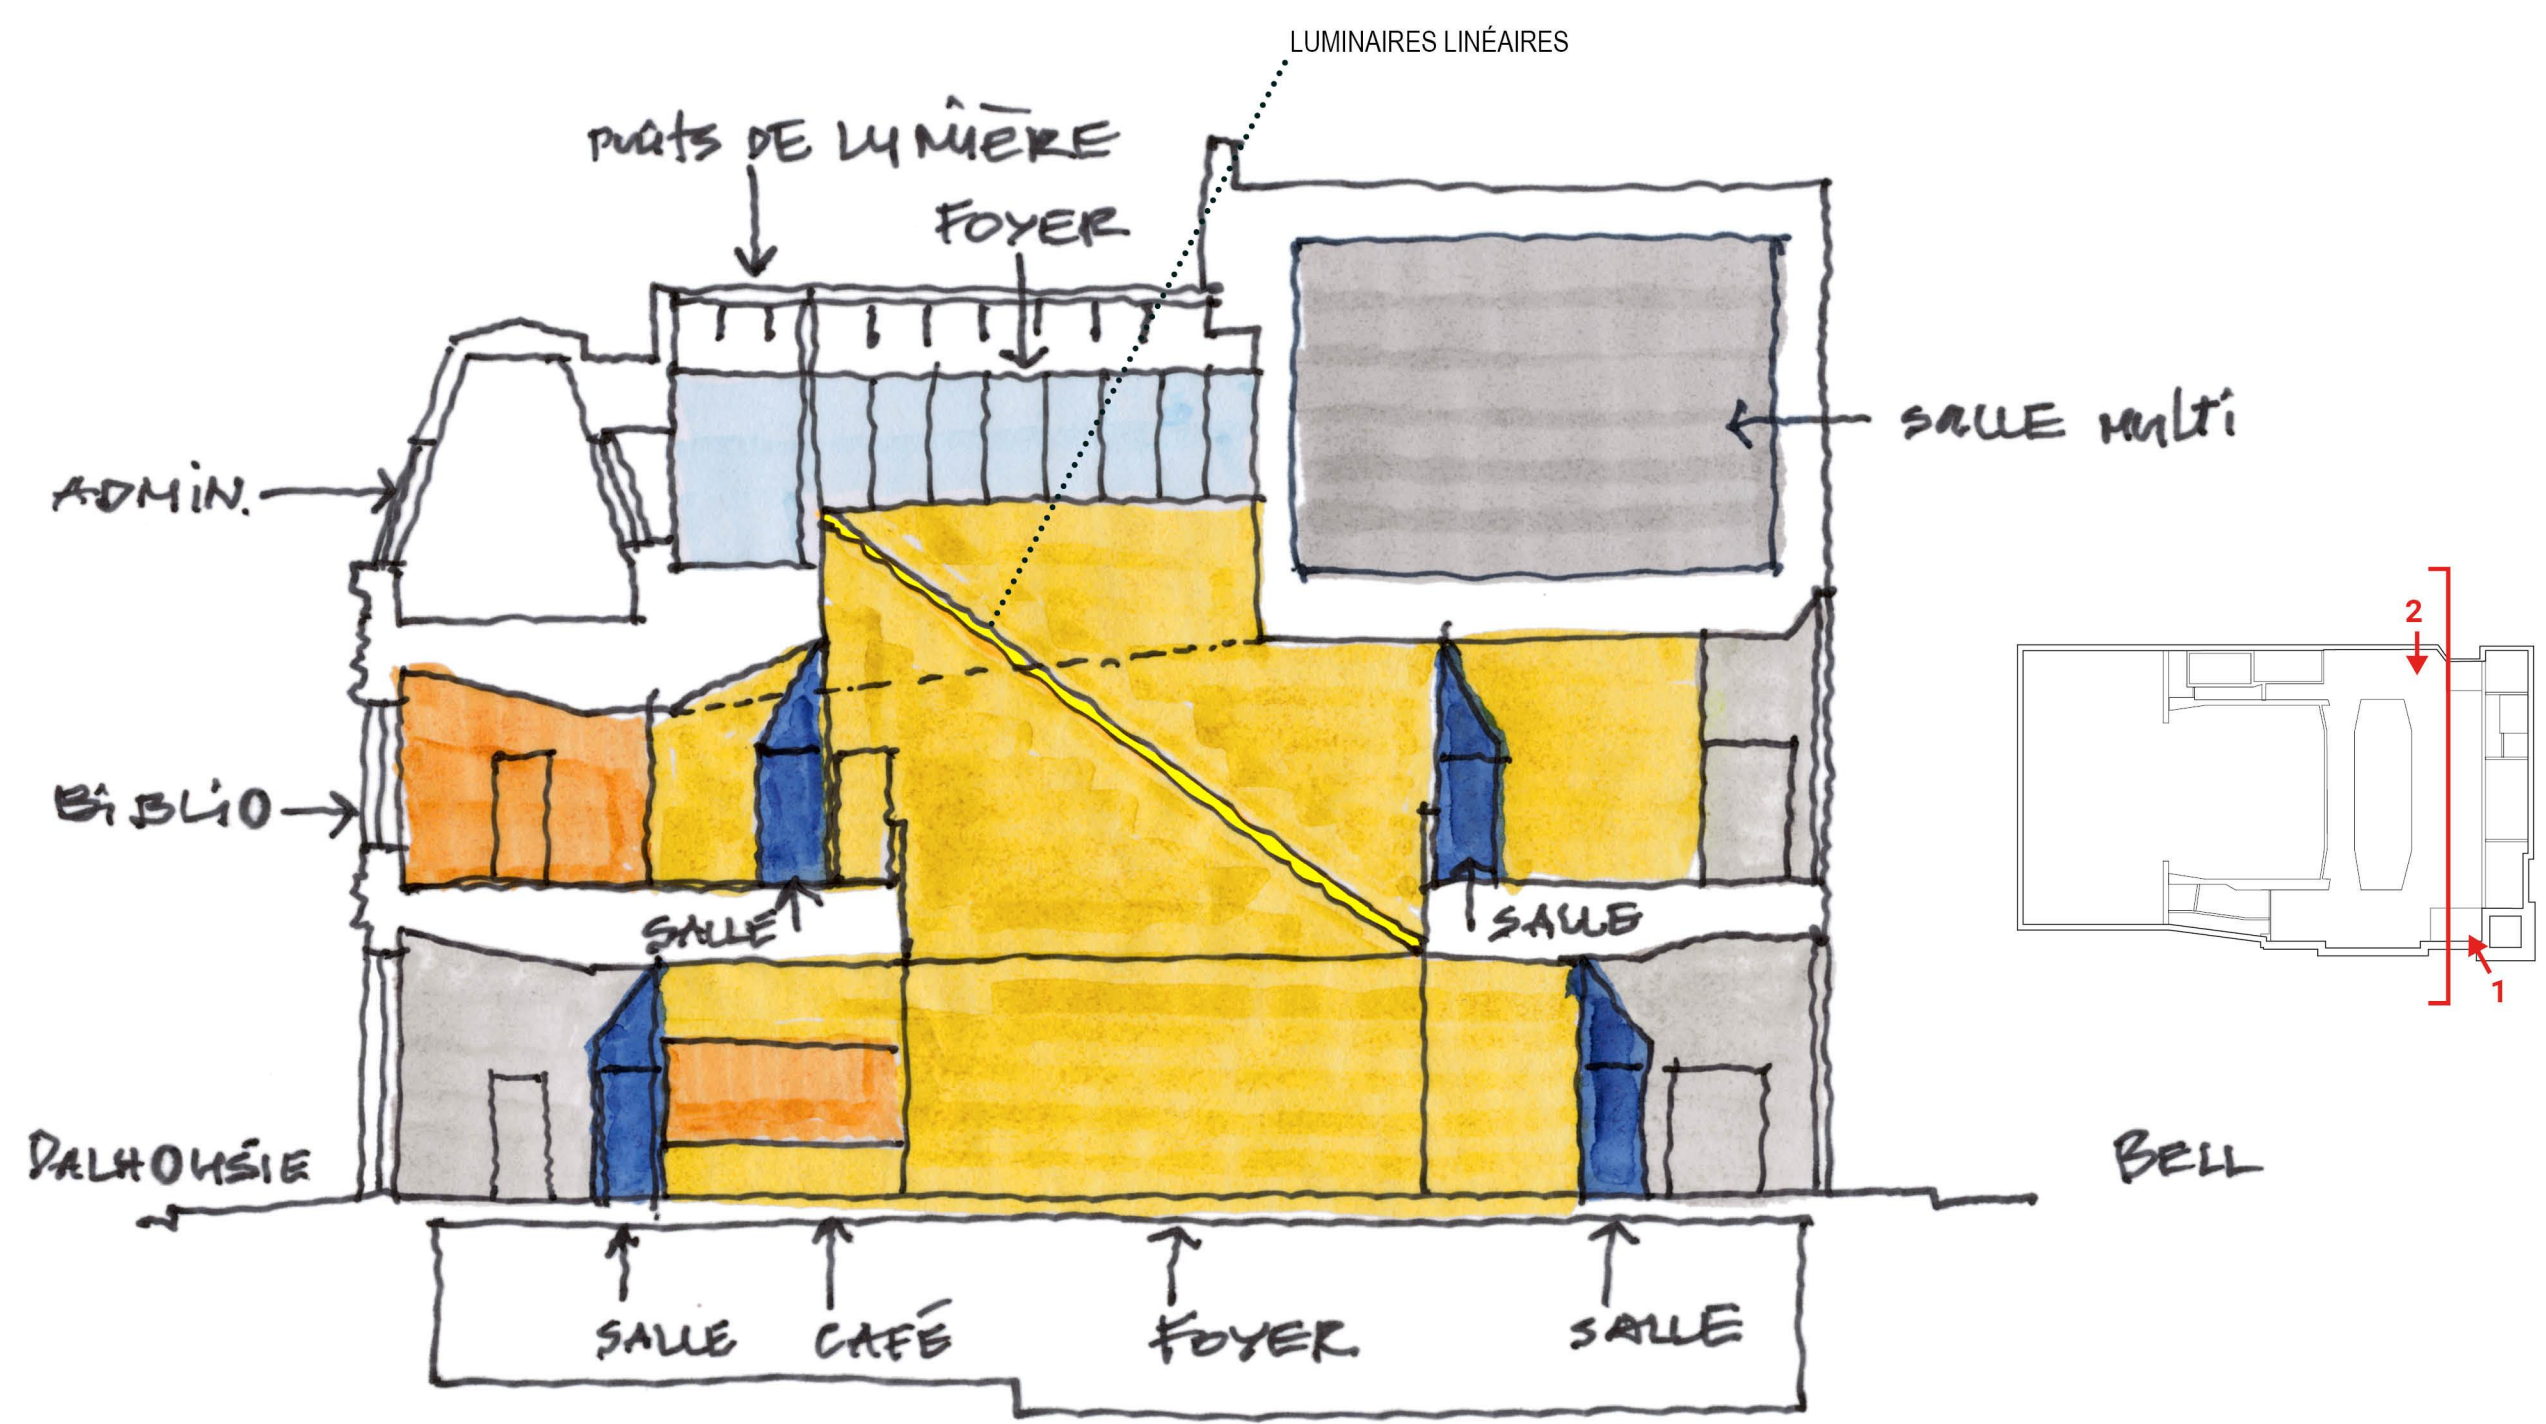 LUMINAIRES LINÉAIRES
PUITS DE LUMIÈRE
FOYER
SALLE MULTI
ADMIN.
2
BIBLIO
SALLE
SALLE
1
DALHOUSIE
BELL
SALLE
CAFÉ
FOYER
SALLE